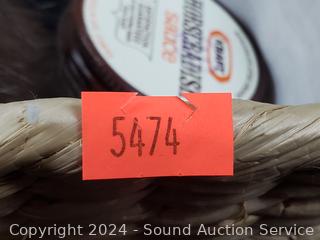 KRAFT
HORSERADISH
sauce
5474
Copyright 2024 - Sound Auction Service